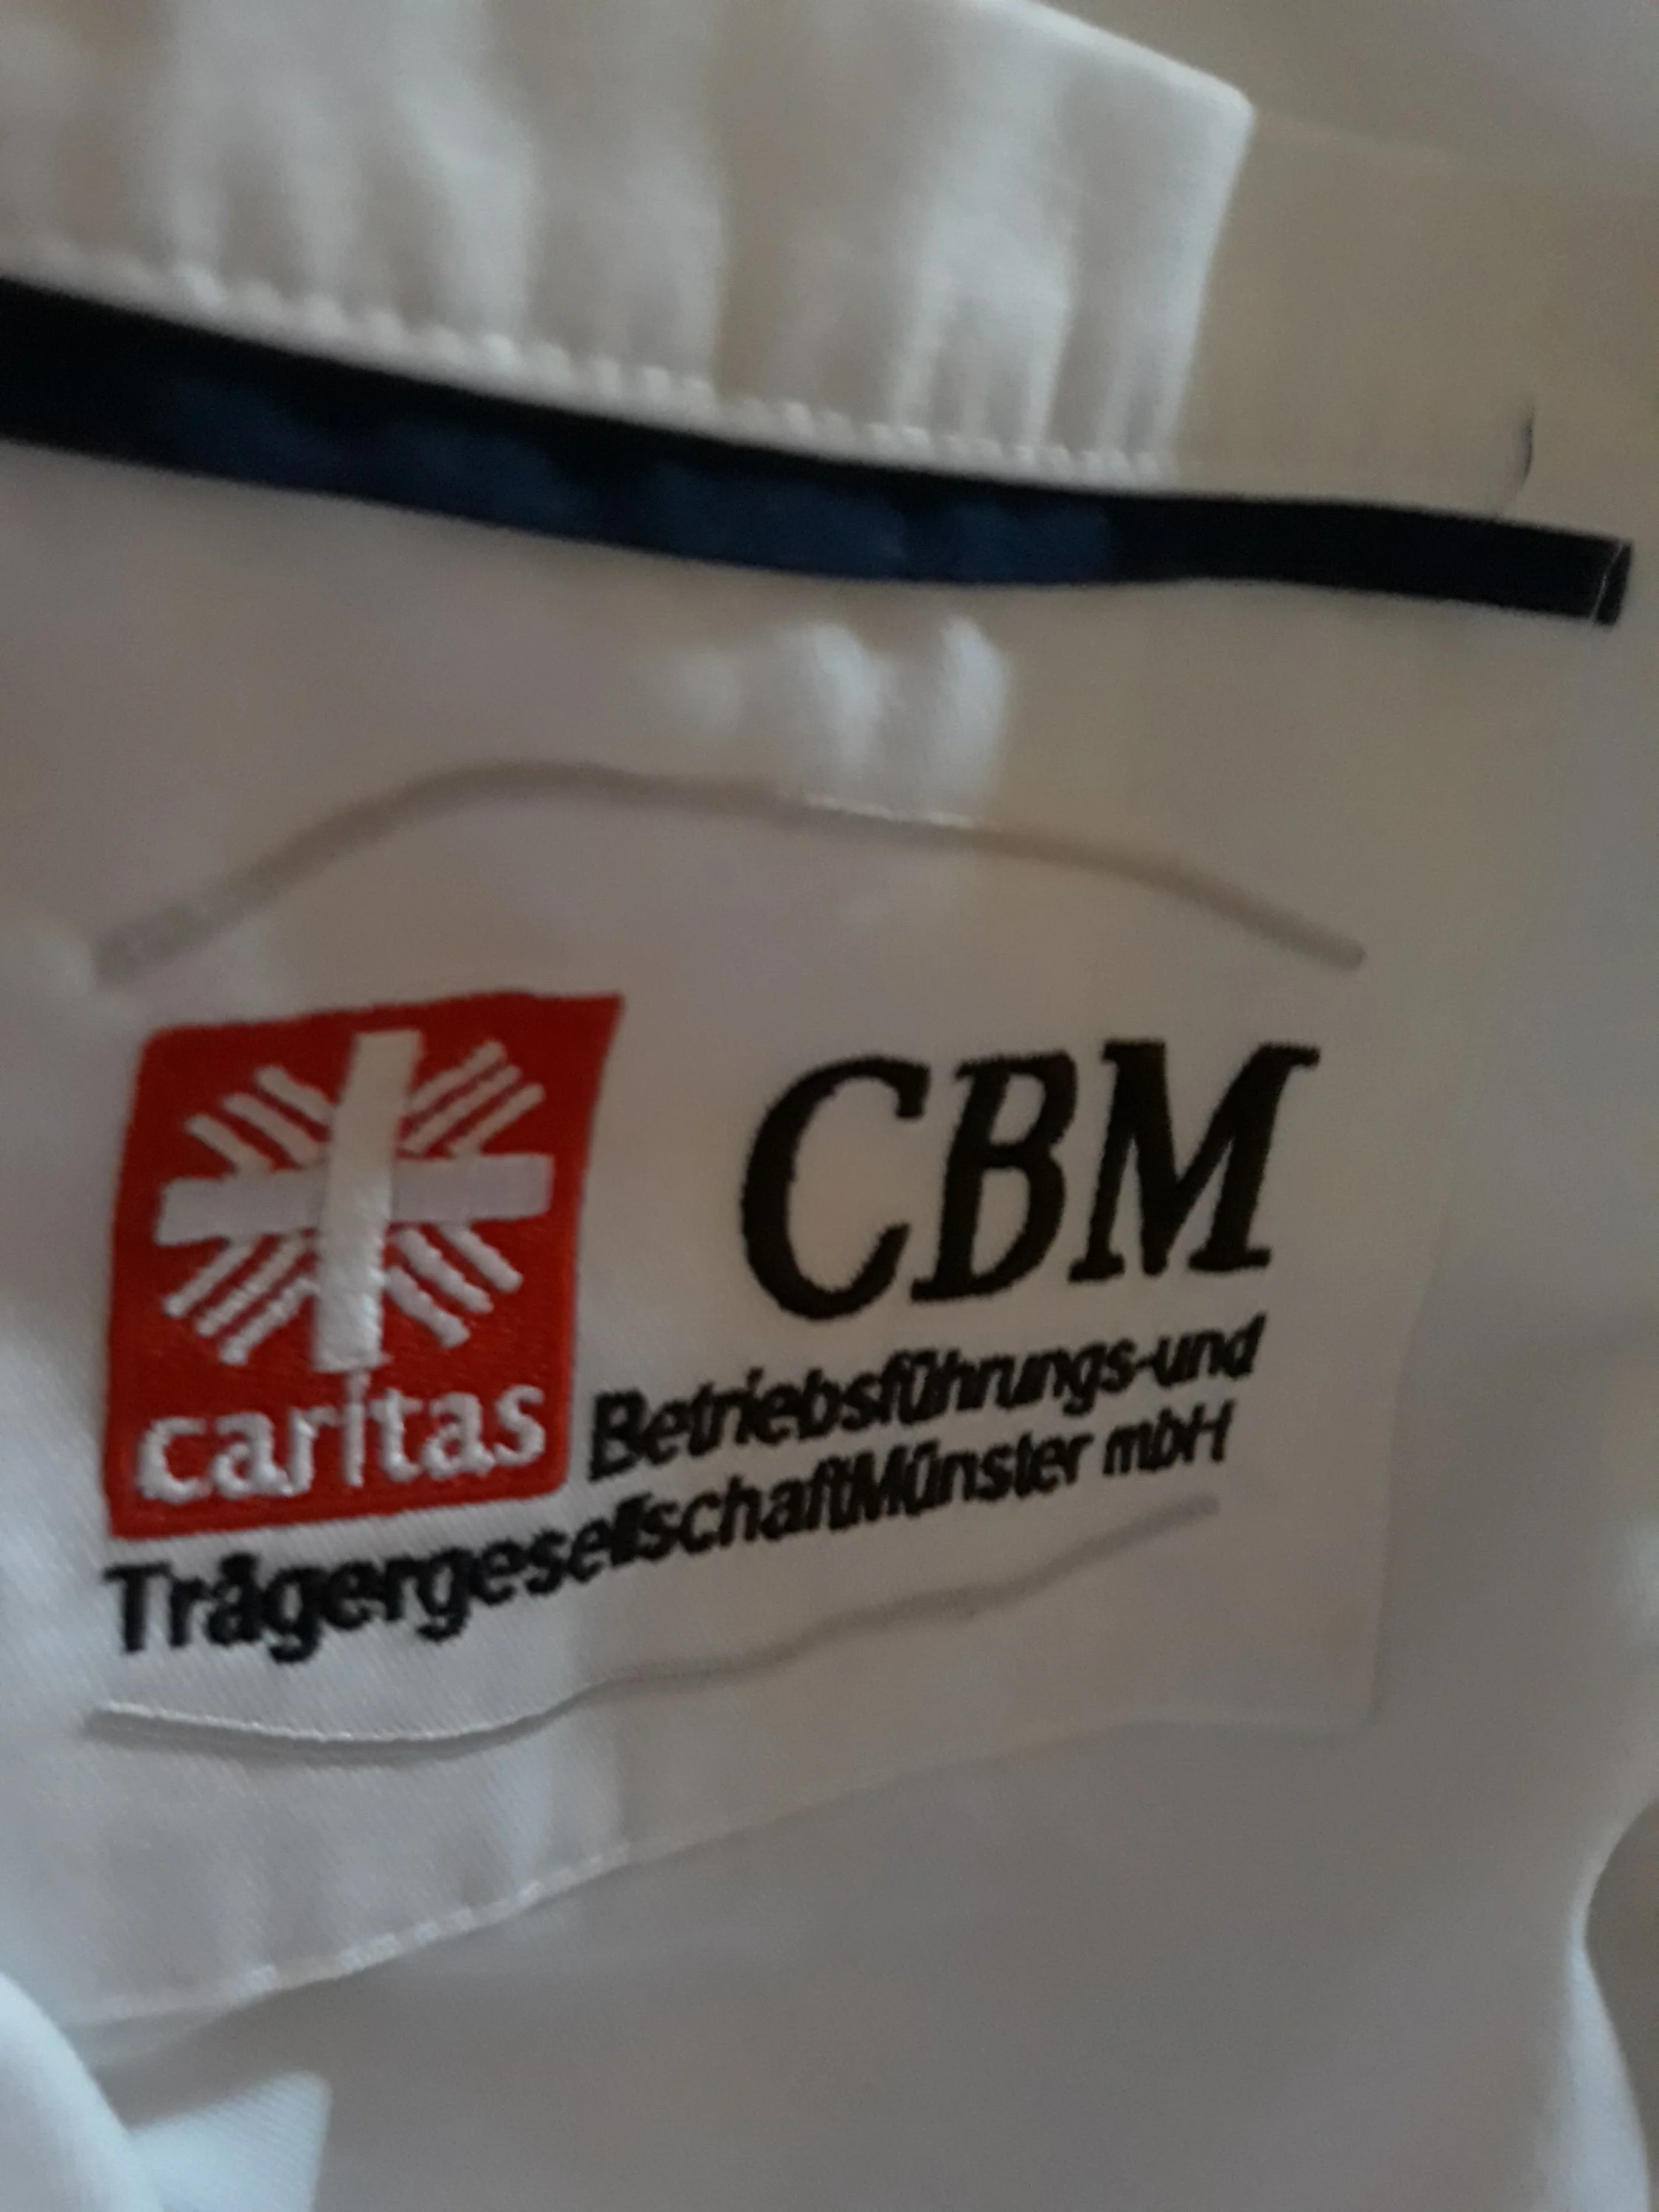 CBM
caritas
Betriebsführungs-und
TrägergesellschaftMünster mbH